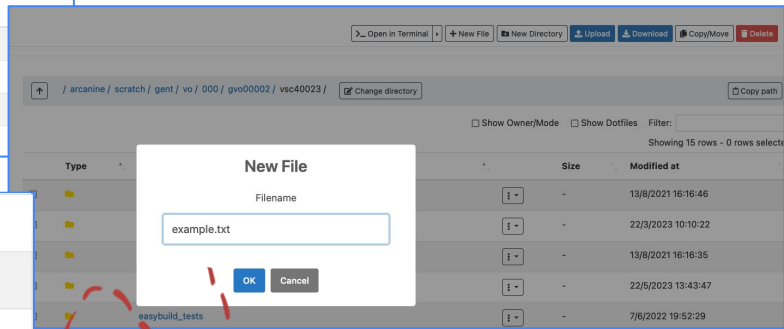 >_ Open in Terminal
+ New File
New Directory
Upload
Download
Copy/Move
Delete
/ arcanine / scratch / gent / vo / 000 / gvo00002 / vsc40023 /
Change directory
Copy path
Show Owner/Mode
Show Dotfiles
Filter:
Showing 15 rows - 0 rows selecte
Type
Size
Modified at
New File
Filename
example.txt
OK
Cancel
- 13/8/2021 16:16:46
- 22/3/2023 10:10:22
- 13/8/2021 16:16:35
- 22/5/2023 13:43:47
easybuild_tests - 7/6/2022 19:52:29